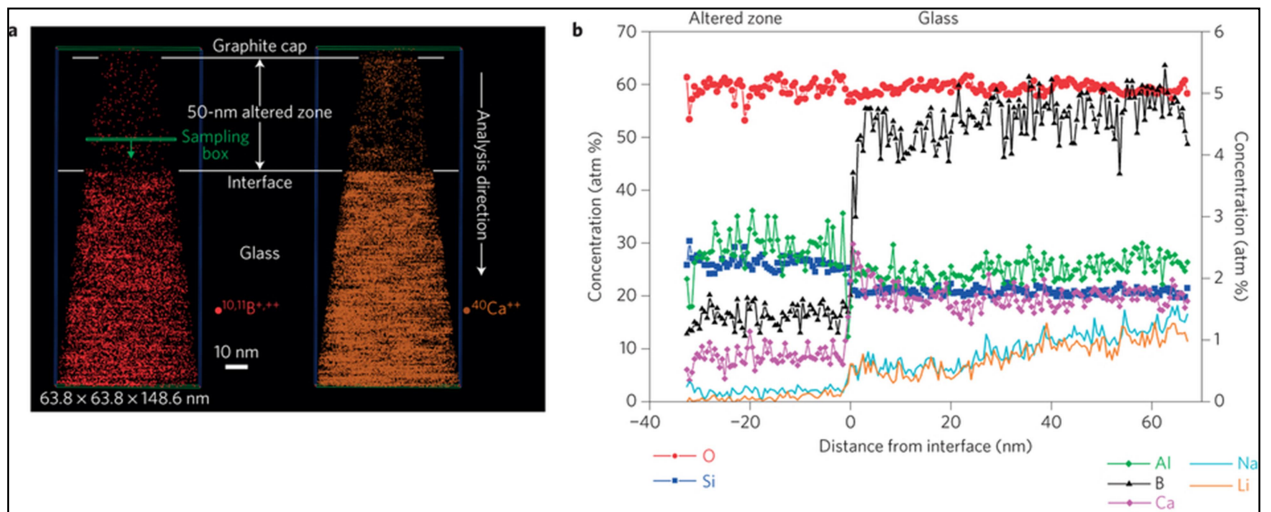 a
Graphite cap
50-nm altered zone
Sampling
box
Interface
Glass
10,11B+,++
40Ca++
10 nm
63.8 × 63.8 × 148.6 nm
Analysis direction
b
Altered zone
Glass
70
60
50
40
30
20
10
0
Concentration (atm %)
6
5
4
3
2
1
0
Concentration (atm %)
−40
−20
0
20
40
60
Distance from interface (nm)
O
Si
Al
B
Ca
Na
Li